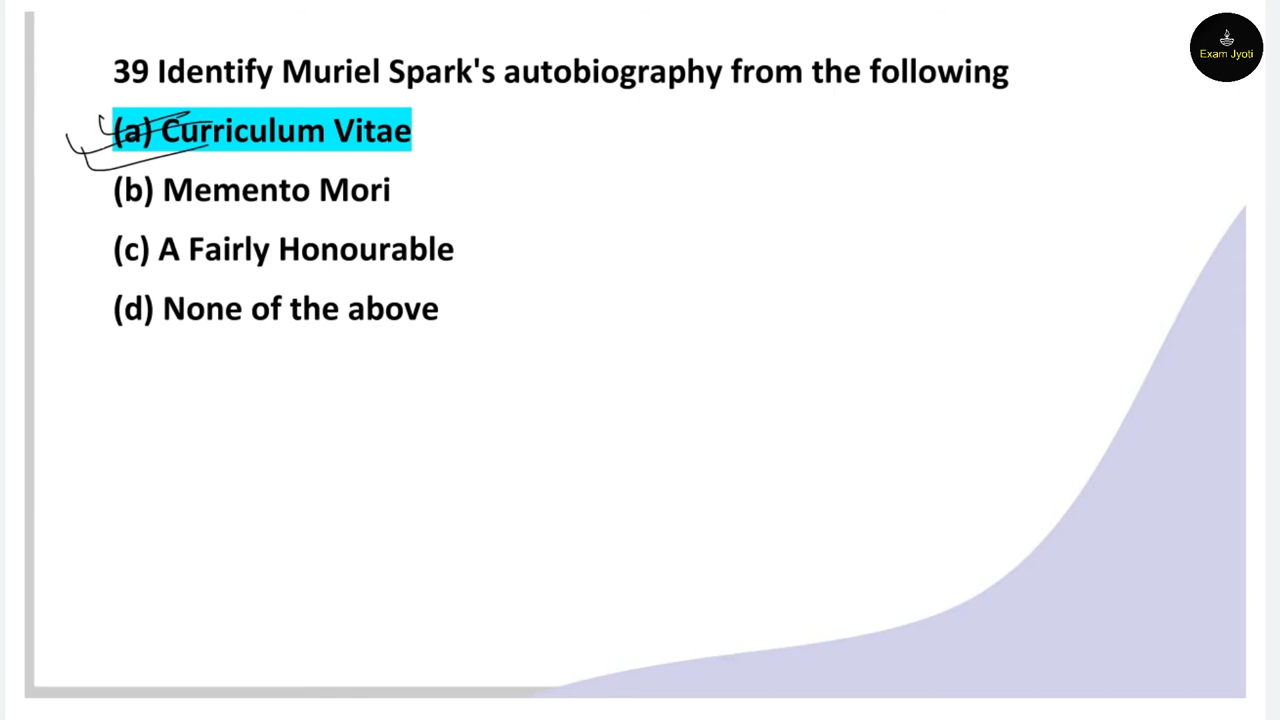 Exam Jyoti
39 Identify Muriel Spark's autobiography from the following
(a) Curriculum Vitae
(b) Memento Mori
(c) A Fairly Honourable
(d) None of the above